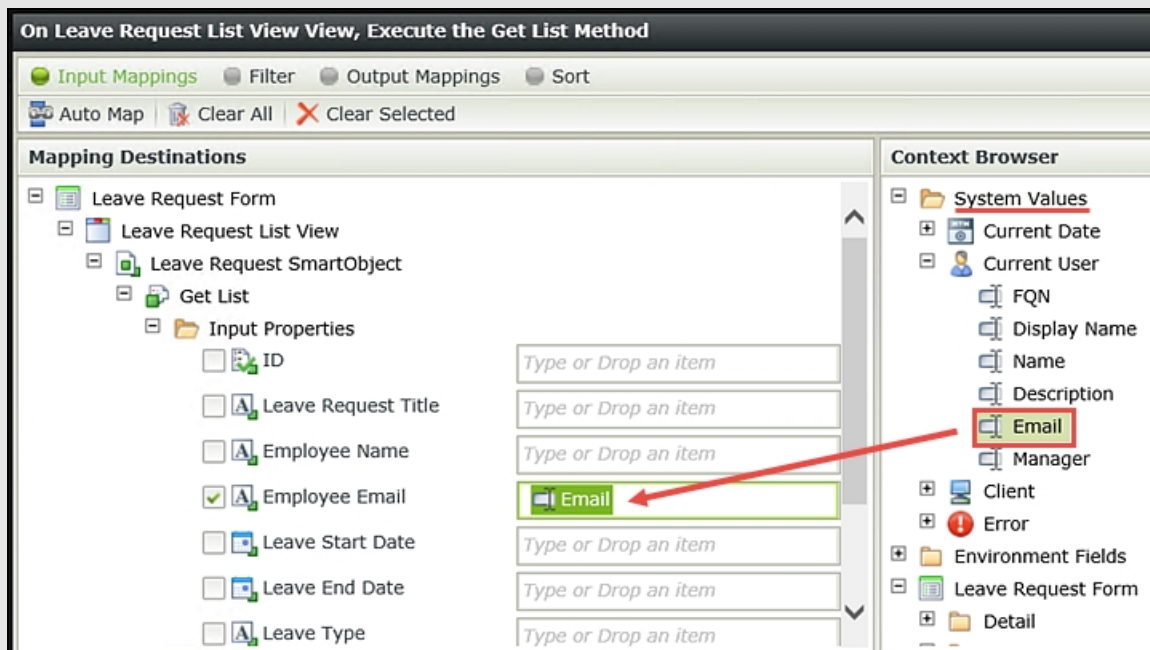 On Leave Request List View View, Execute the Get List Method
Input Mappings Filter Output Mappings Sort
Auto Map Clear All Clear Selected
Mapping Destinations
Leave Request Form
Leave Request List View
Leave Request SmartObject
Get List
Input Properties
ID Type or Drop an item
Leave Request Title Type or Drop an item
Employee Name Type or Drop an item
Employee Email Email
Leave Start Date Type or Drop an item
Leave End Date Type or Drop an item
Leave Type Type or Drop an item
Context Browser
System Values
Current Date
Current User
FQN
Display Name
Name
Description
Email
Manager
Client
Error
Environment Fields
Leave Request Form
Detail